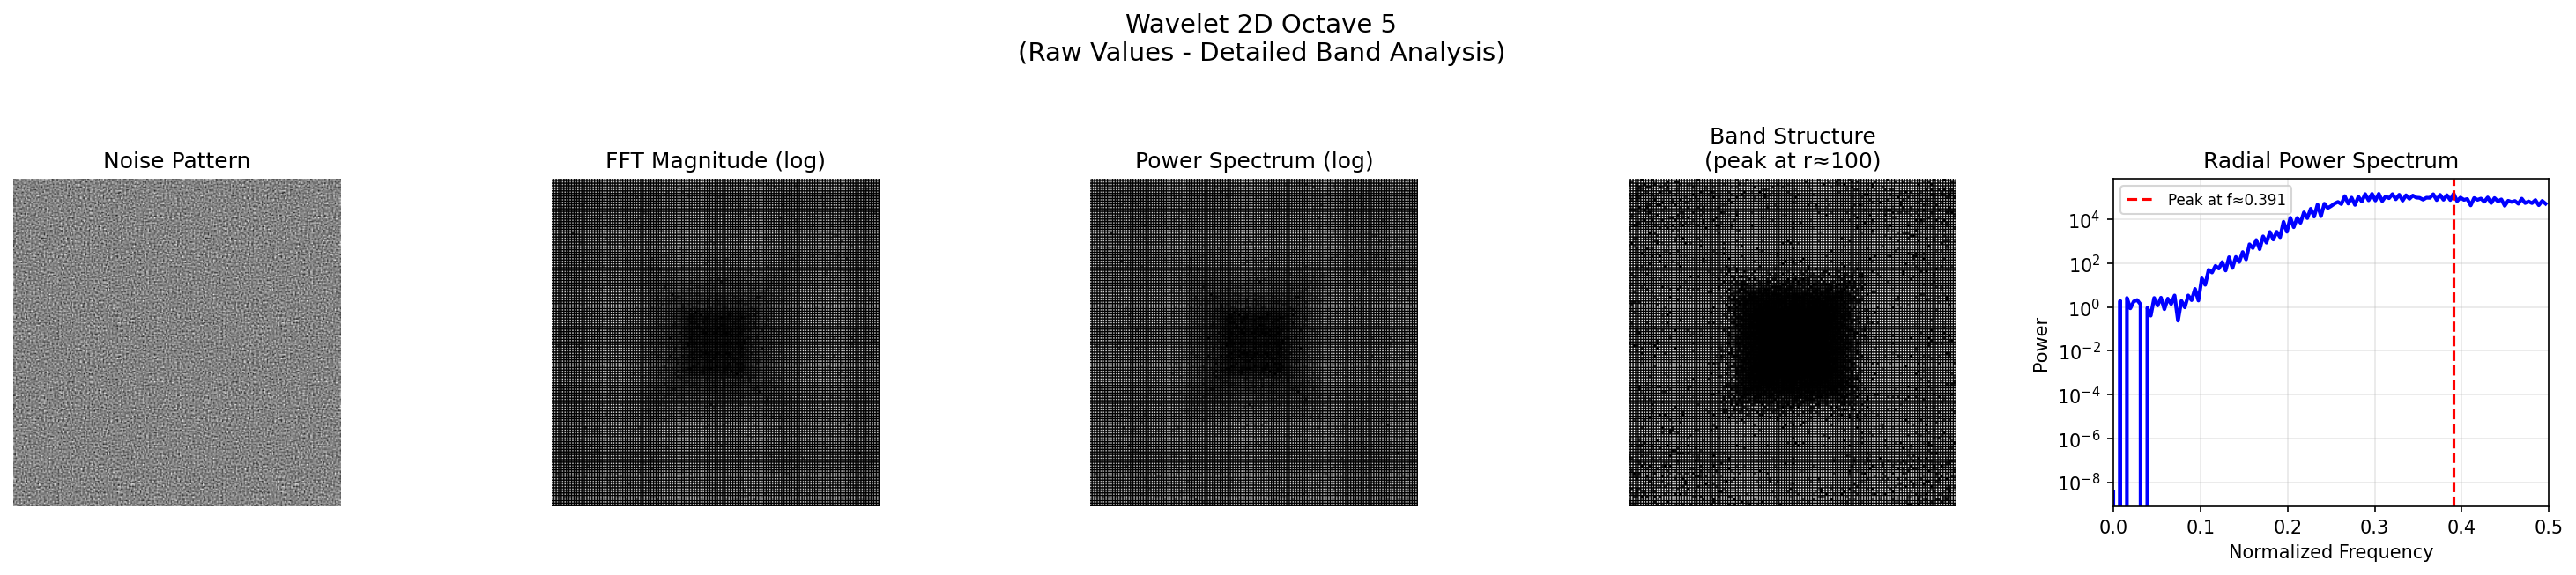 Wavelet 2D Octave 5
(Raw Values - Detailed Band Analysis)
Noise Pattern
FFT Magnitude (log)
Power Spectrum (log)
Band Structure
(peak at r≈100)
Radial Power Spectrum
Peak at f≈0.391
Power
10⁴
10²
10⁰
10⁻²
10⁻⁴
10⁻⁶
10⁻⁸
0.0 0.1 0.2 0.3 0.4 0.5
Normalized Frequency